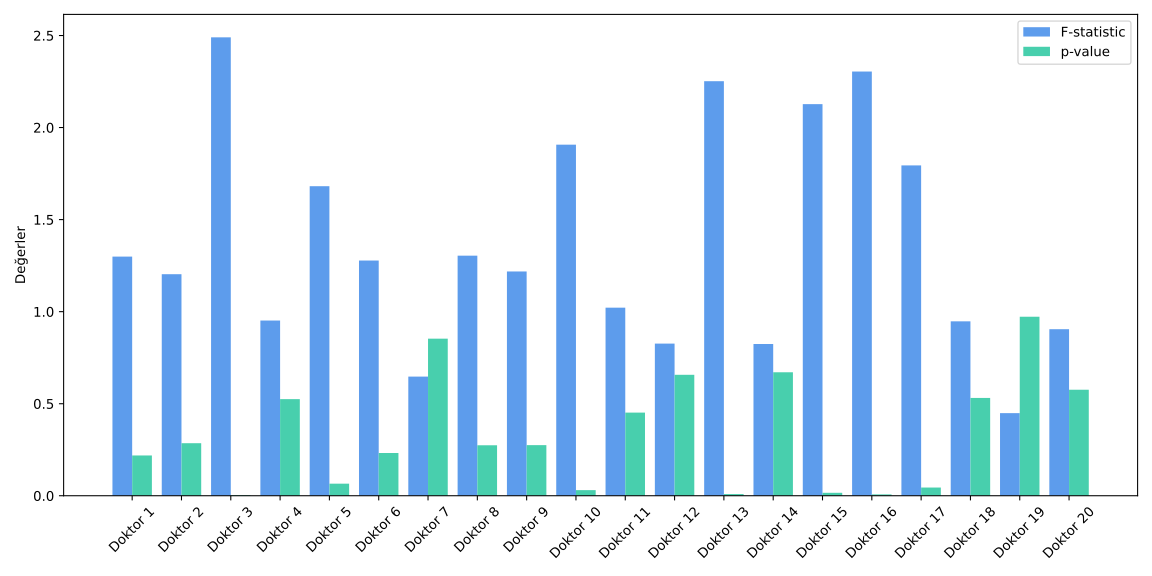 F-statistic
p-value
Değerler
2.5
2.0
1.5
1.0
0.5
0.0
Doktor 1
Doktor 2
Doktor 3
Doktor 4
Doktor 5
Doktor 6
Doktor 7
Doktor 8
Doktor 9
Doktor 10
Doktor 11
Doktor 12
Doktor 13
Doktor 14
Doktor 15
Doktor 16
Doktor 17
Doktor 18
Doktor 19
Doktor 20